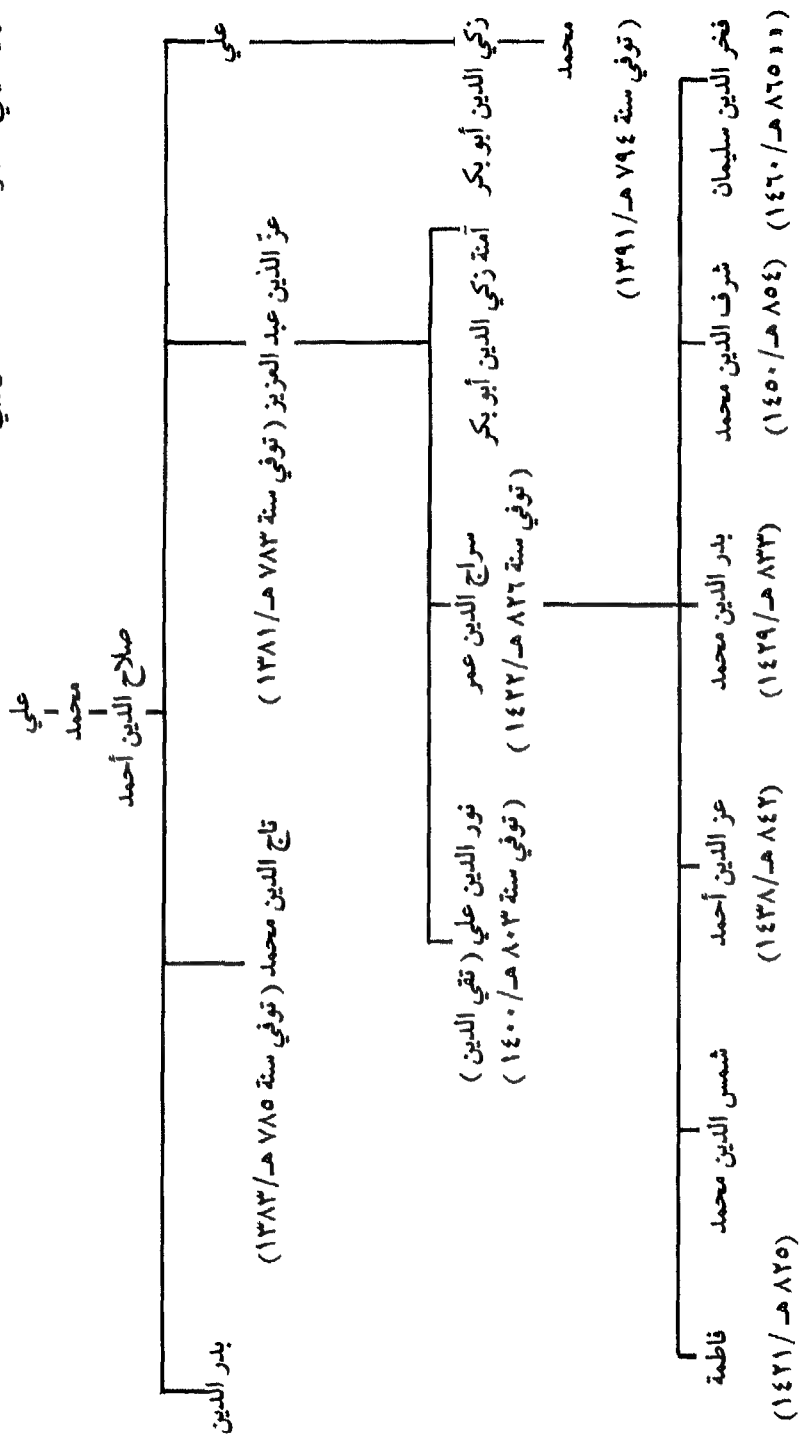 علي
محمد
صلاح الدين أحمد
علي
عزّ الدين عبد العزيز (توفي سنة ٧٨٣ هـ/١٣٨١)
تاج الدين محمد (توفي سنة ٧٨٥ هـ/١٣٨٣)
بدر الدين
زكي الدين أبو بكر
آمنة زكي الدين أبو بكر
سراج الدين عمر
(توفي سنة ٨٢٦ هـ/١٤٢٢)
نور الدين علي (تقي الدين)
(توفي سنة ٨٠٣ هـ/١٤٠٠)
محمد
(توفي سنة ٧٩٤ هـ/١٣٩١)
فخر الدين سليمان
(٨٦٥١١١ هـ/١٤٦٠)
شرف الدين محمد
(٨٥٤ هـ/١٤٥٠)
بدر الدين محمد
(٨٣٣ هـ/١٤٢٩)
عز الدين أحمد
(٨٤٢ هـ/١٤٣٨)
شمس الدين محمد
فاطمة
(٨٢٥ هـ/١٤٢١)